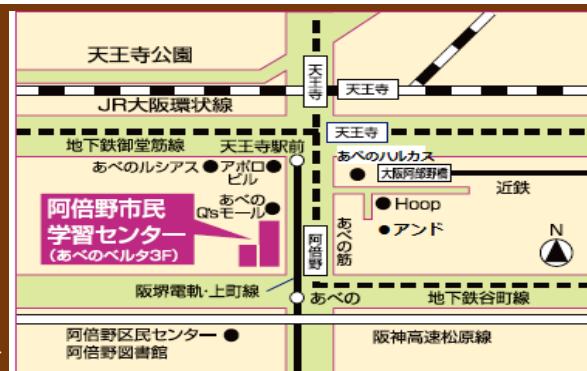 天王寺公園
天王寺
天王寺
JR大阪環状線
天王寺
地下鉄御堂筋線
天王寺駅前
あべのルシアス
アポロ
ビル
あべのハルカス
大阪阿部野橋
近鉄
あべの
Q'sモール
Hoop
アンド
阿倍野市民
学習センター
(あべのベルタ3F)
阿倍野
あべの筋
N
阪堺電軌・上町線
あべの
地下鉄谷町線
阿倍野区民センター
阿倍野図書館
阪神高速松原線